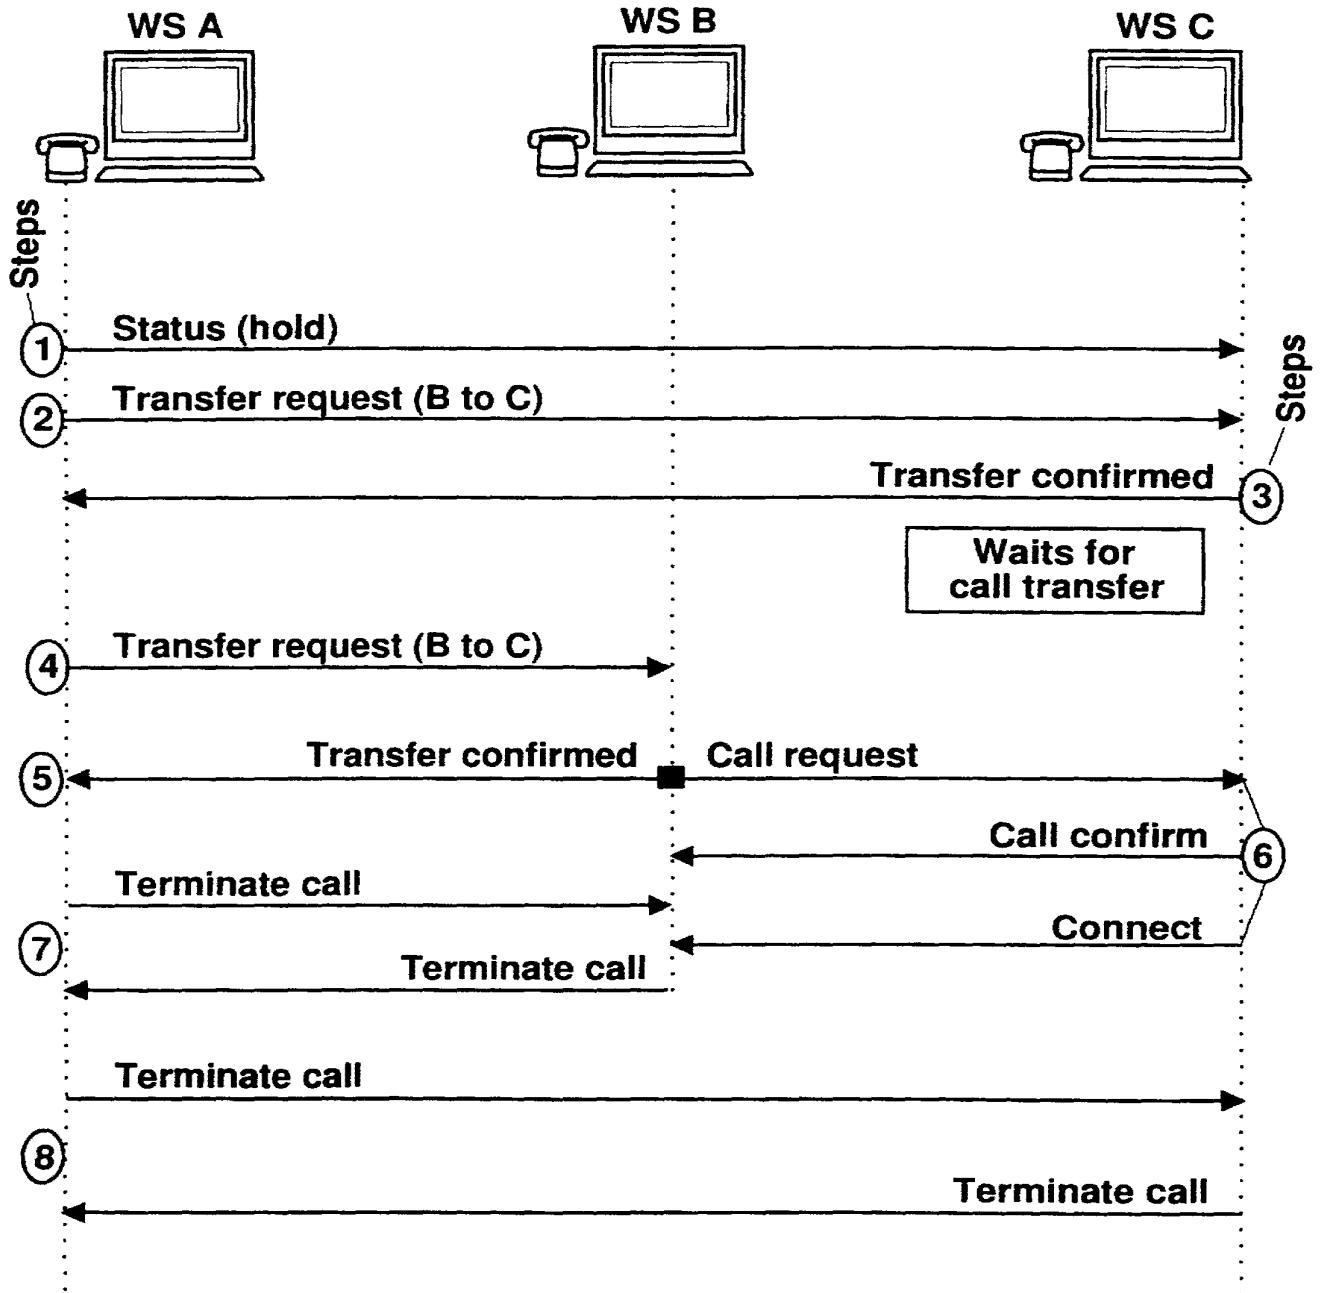 WS A
WS B
WS C
Steps
1
Status (hold)
Steps
2
Transfer request (B to C)
Transfer confirmed
3
Waits for
call transfer
4
Transfer request (B to C)
5
Transfer confirmed
Call request
Call confirm
6
Terminate call
Connect
7
Terminate call
Terminate call
8
Terminate call